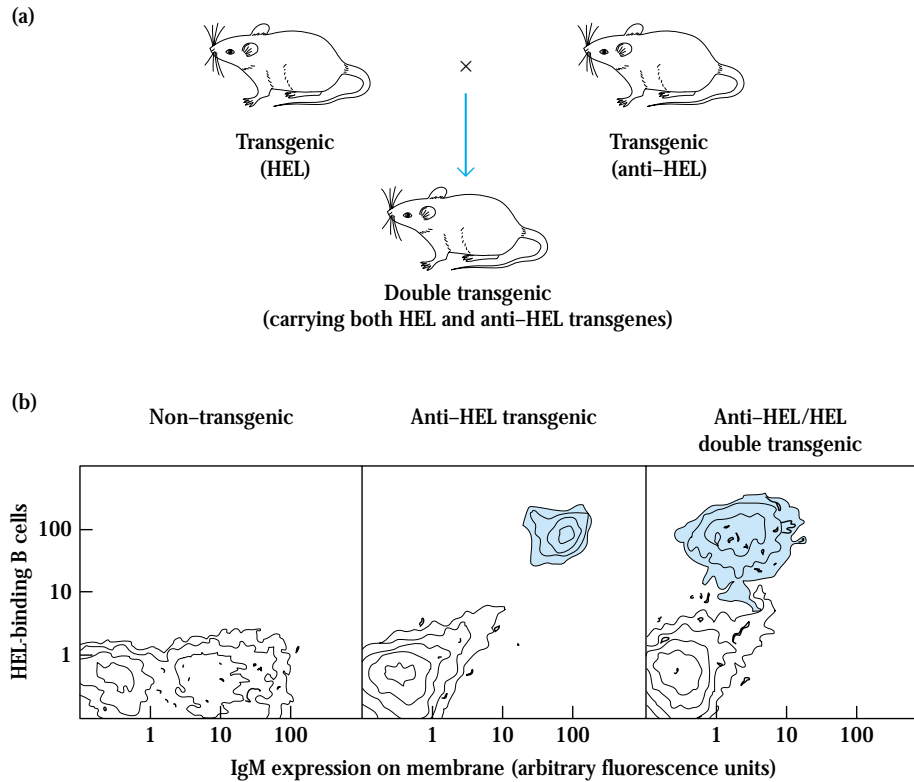 (a)
×
Transgenic
(HEL)
Transgenic
(anti–HEL)
Double transgenic
(carrying both HEL and anti–HEL transgenes)
(b)
Non–transgenic
Anti–HEL transgenic
Anti–HEL/HEL
double transgenic
HEL-binding B cells
100
10
1
1 10 100
1 10 100
1 10 100
IgM expression on membrane (arbitrary fluorescence units)